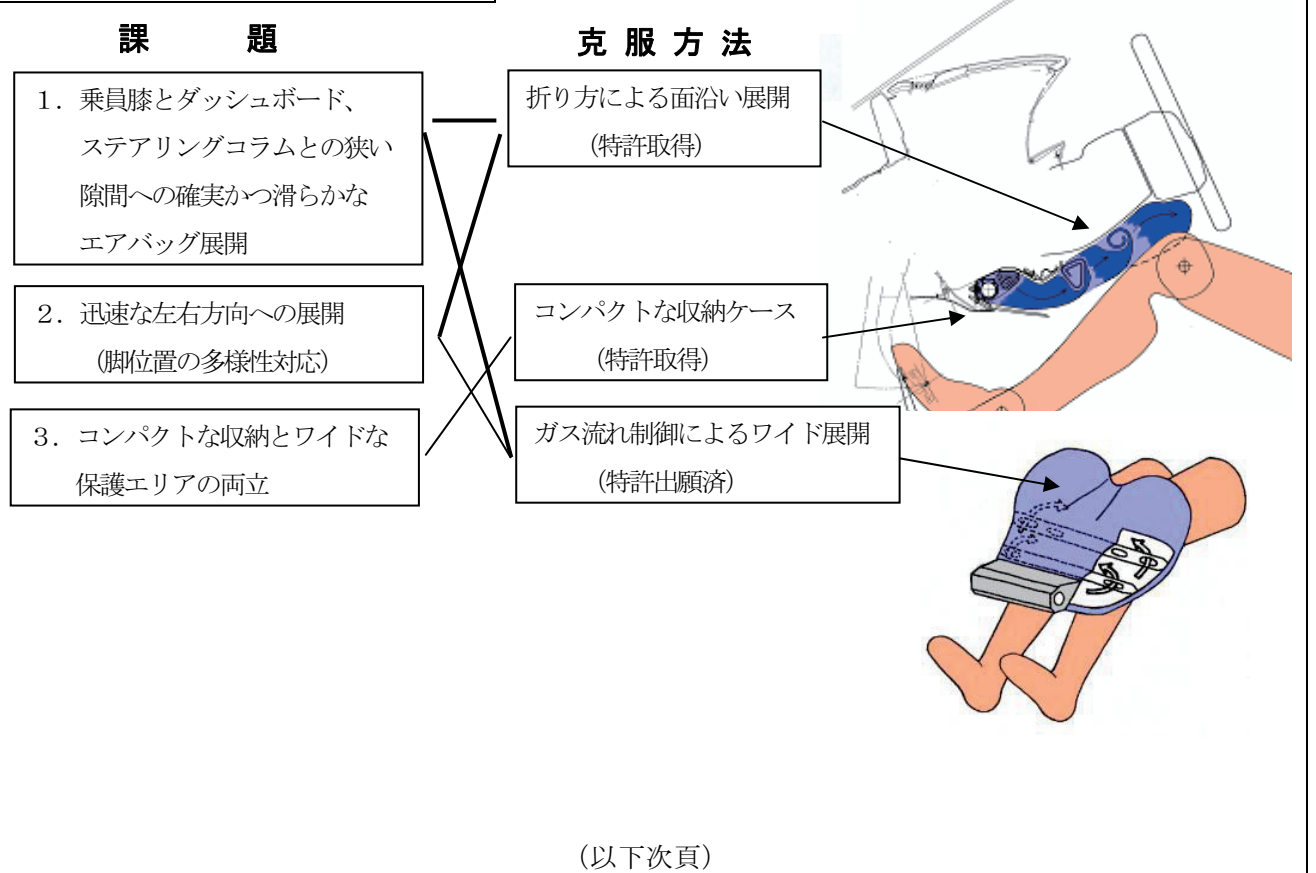 課　　題
克 服 方 法
１．乗員膝とダッシュボード、
ステアリングコラムとの狭い
隙間への確実かつ滑らかな
エアバッグ展開
２．迅速な左右方向への展開
（脚位置の多様性対応）
３．コンパクトな収納とワイドな
保護エリアの両立
折り方による面沿い展開
（特許取得）
コンパクトな収納ケース
（特許取得）
ガス流れ制御によるワイド展開
（特許出願済）
（以下次頁）